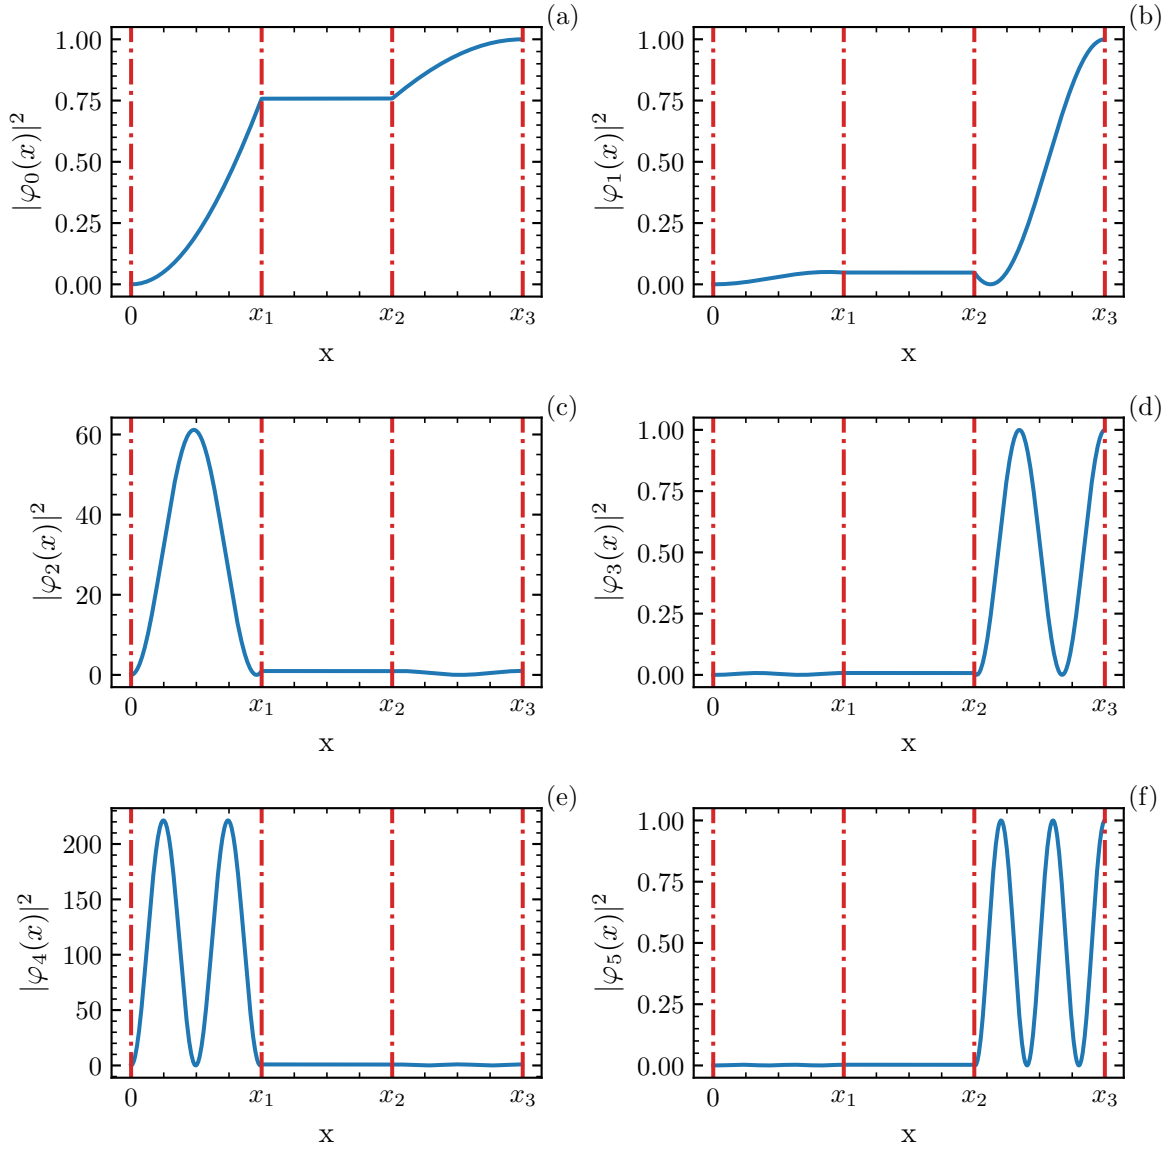 (a)
|φ₀(x)|²
1.00
0.75
0.50
0.25
0.00
0 x₁ x₂ x₃
x
(b)
|φ₁(x)|²
1.00
0.75
0.50
0.25
0.00
0 x₁ x₂ x₃
x
(c)
|φ₂(x)|²
60
40
20
0
0 x₁ x₂ x₃
x
(d)
|φ₃(x)|²
1.00
0.75
0.50
0.25
0.00
0 x₁ x₂ x₃
x
(e)
|φ₄(x)|²
200
150
100
50
0
0 x₁ x₂ x₃
x
(f)
|φ₅(x)|²
1.00
0.75
0.50
0.25
0.00
0 x₁ x₂ x₃
x